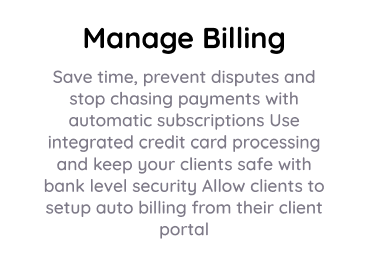 Manage Billing
Save time, prevent disputes and
stop chasing payments with
automatic subscriptions Use
integrated credit card processing
and keep your clients safe with
bank level security Allow clients to
setup auto billing from their client
portal